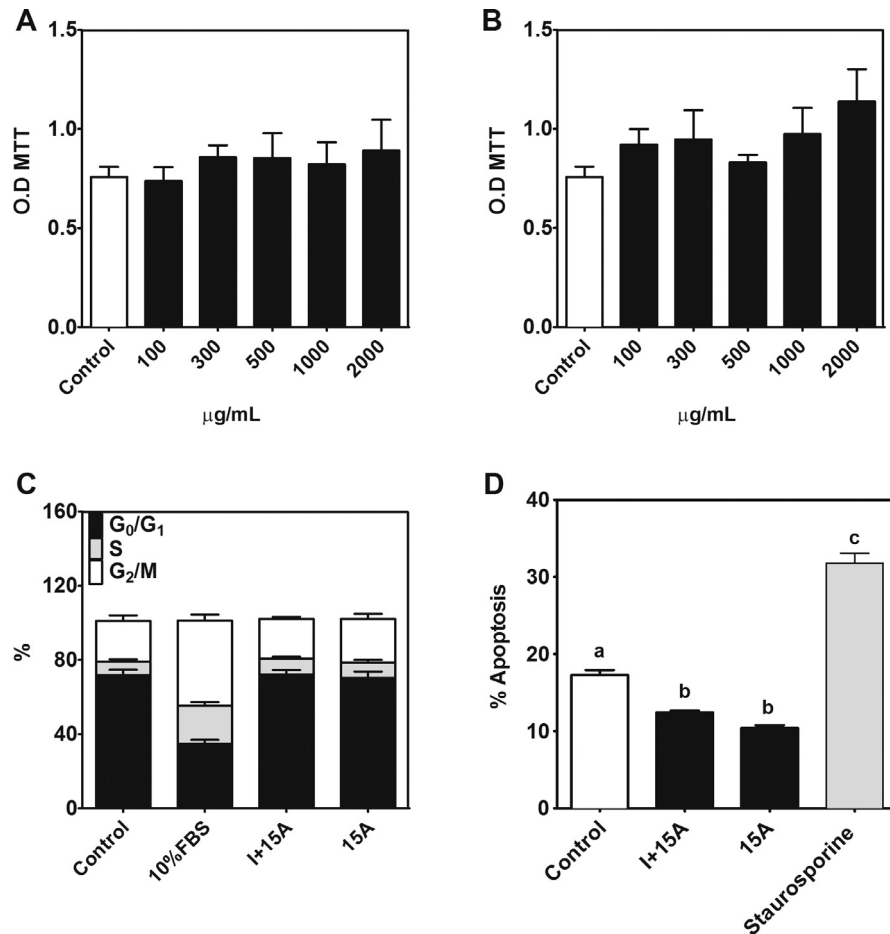 A
1.5
1.0
0.5
0.0
O.D MTT
Control
100
300
500
1000
2000
μg/mL
B
1.5
1.0
0.5
0.0
O.D MTT
Control
100
300
500
1000
2000
μg/mL
C
160
120
80
40
0
%
G₀/G₁
S
G₂/M
Control
10%FBS
I+15A
15A
D
40
30
20
10
0
% Apoptosis
a
b
b
c
Control
I+15A
15A
Staurosporine